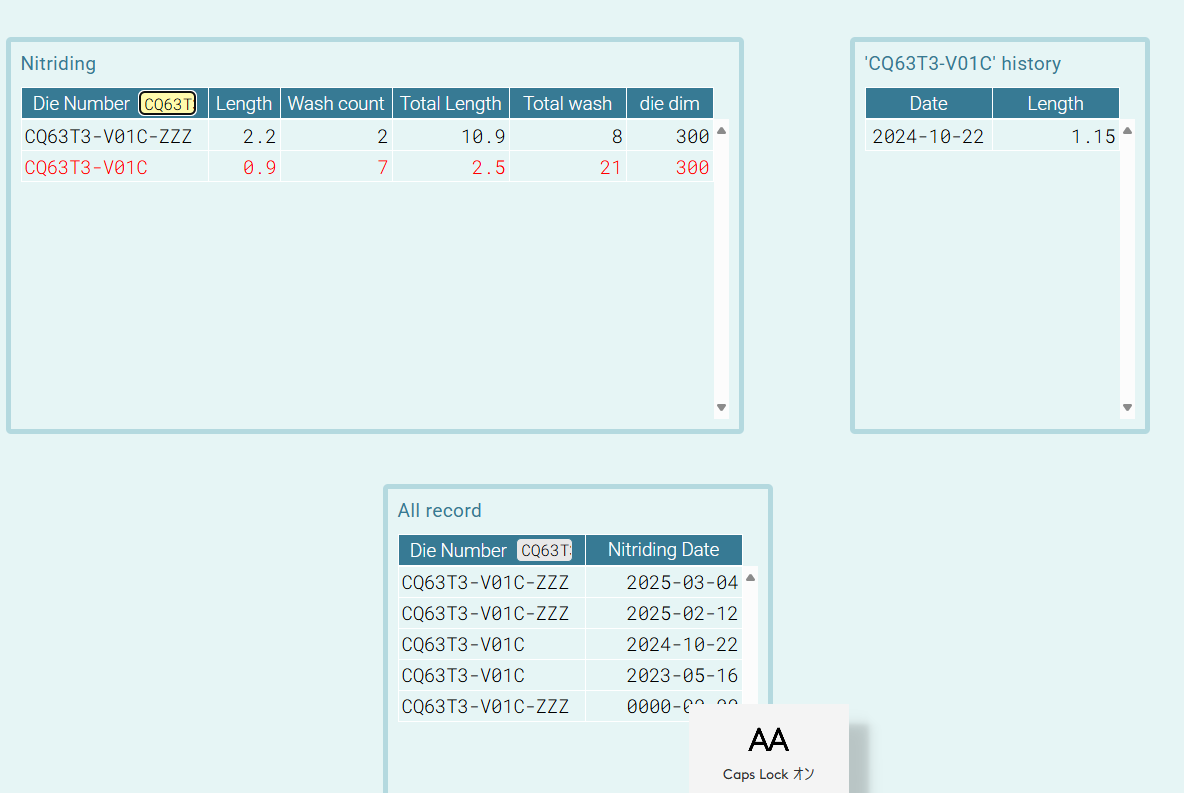 Nitriding
Die Number CQ63T Length Wash count Total Length Total wash die dim
CQ63T3-V01C-ZZZ 2.2 2 10.9 8 300
CQ63T3-V01C 0.9 7 2.5 21 300
'CQ63T3-V01C' history
Date Length
2024-10-22 1.15
All record
Die Number CQ63T Nitriding Date
CQ63T3-V01C-ZZZ 2025-03-04
CQ63T3-V01C-ZZZ 2025-02-12
CQ63T3-V01C 2024-10-22
CQ63T3-V01C 2023-05-16
CQ63T3-V01C-ZZZ
AA
Caps Lock オン